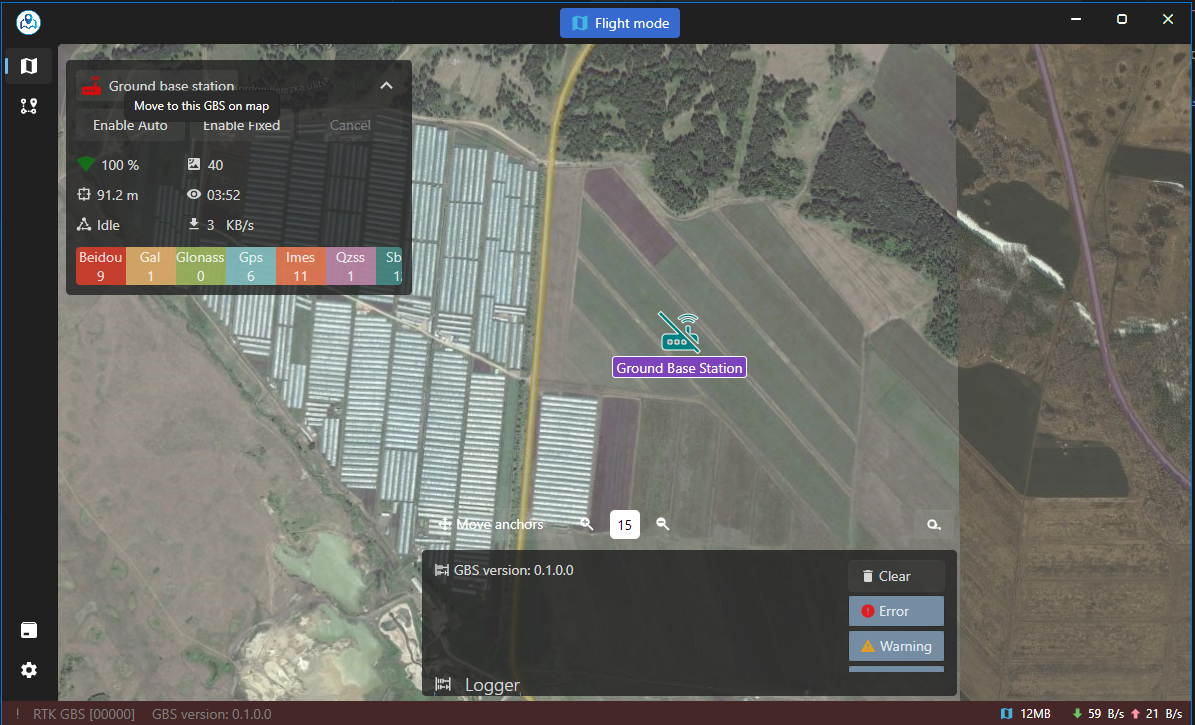 Flight mode
Ground base station
Move to this GBS on map
Enable Auto Enable Fixed Cancel
100 % 40
91.2 m 03:52
Idle 3 KB/s
Beidou Gal Glonass Gps Imes Qzss Sb
9 1 0 6 11 1 1
Ground Base Station
Move anchors 15
GBS version: 0.1.0.0
Clear
Error
Warning
Logger
! RTK GBS [00000] GBS version: 0.1.0.0 12MB 59 B/s 21 B/s